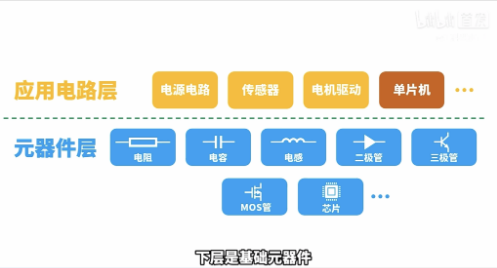 应用电路层
电源电路
传感器
电机驱动
单片机
元器件层
电阻
电容
电感
二极管
三极管
MOS管
芯片
下层是基础元器件